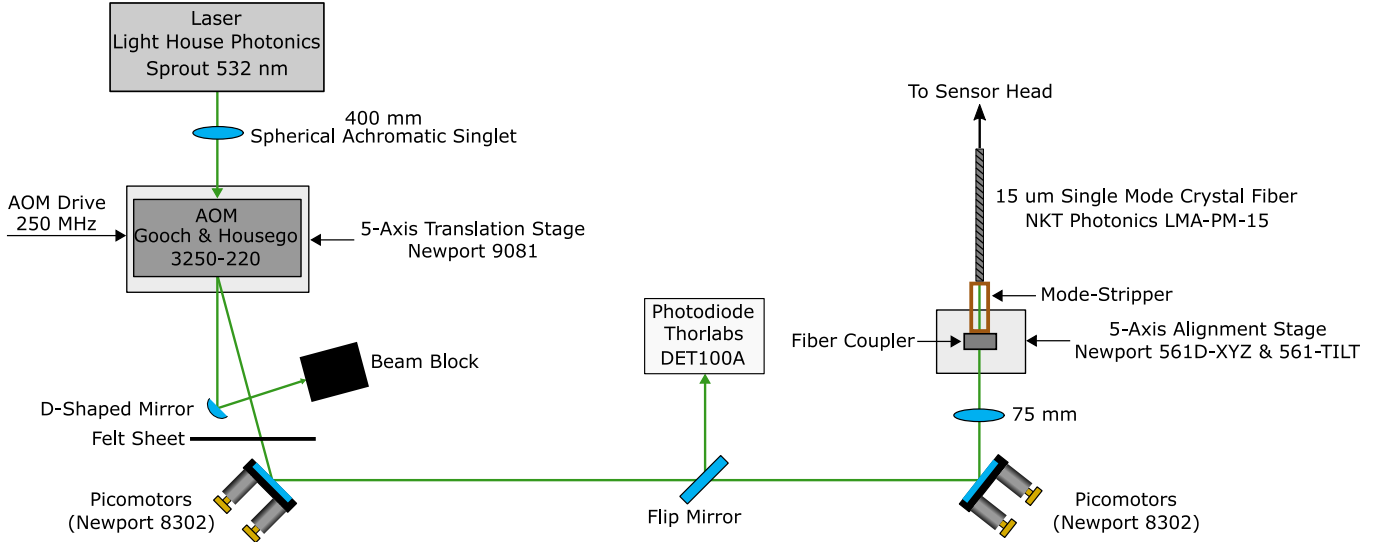 Laser
Light House Photonics
Sprout 532 nm
400 mm
Spherical Achromatic Singlet
AOM Drive
250 MHz
AOM
Gooch & Housego
3250-220
5-Axis Translation Stage
Newport 9081
Beam Block
D-Shaped Mirror
Felt Sheet
Picomotors
(Newport 8302)
Photodiode
Thorlabs
DET100A
Flip Mirror
To Sensor Head
15 um Single Mode Crystal Fiber
NKT Photonics LMA-PM-15
Mode-Stripper
Fiber Coupler
5-Axis Alignment Stage
Newport 561D-XYZ & 561-TILT
75 mm
Picomotors
(Newport 8302)